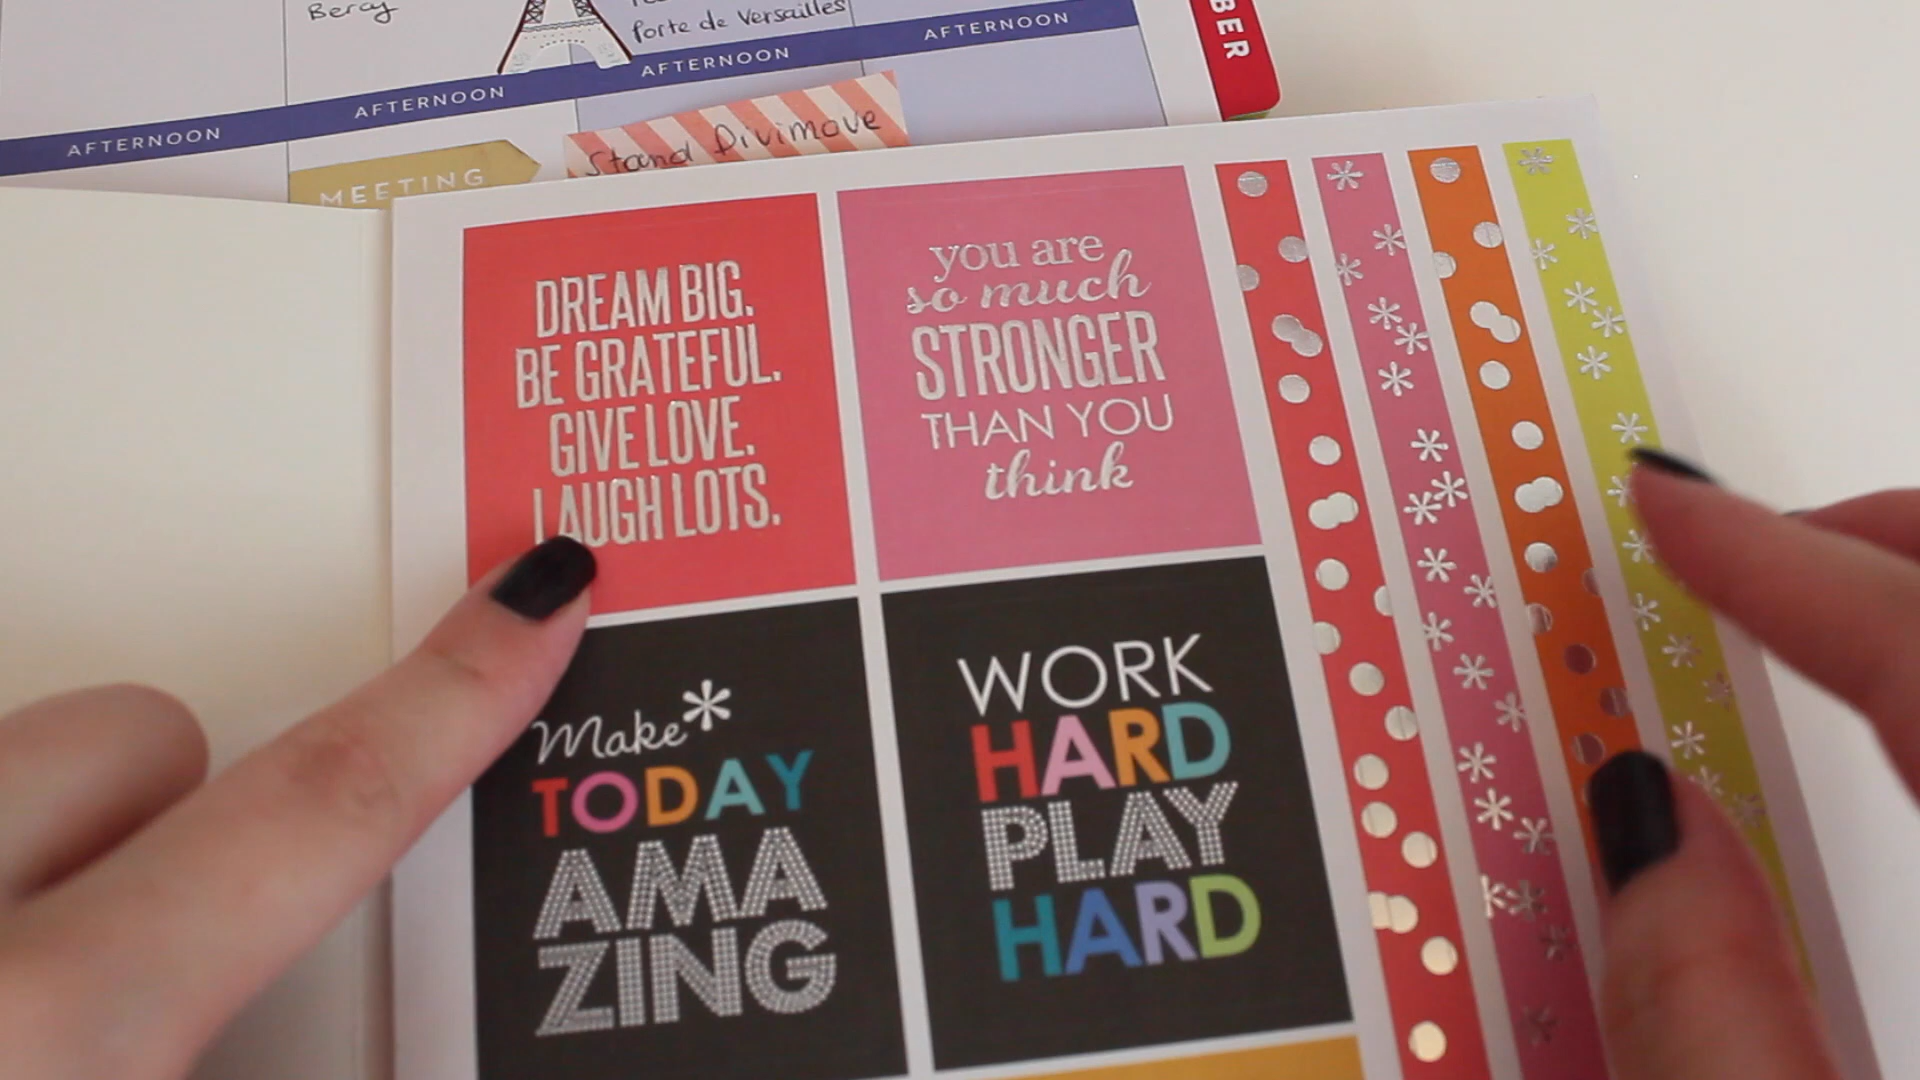 Bercy
Porte de Versailles
AFTERNOON
AFTERNOON
AFTERNOON
AFTERNOON
BER
MEETING
Stand Divimove
DREAM BIG.
BE GRATEFUL.
GIVE LOVE.
LAUGH LOTS.
you are
so much
STRONGER
THAN YOU
think
Make*
TODAY
AMA
ZING
WORK
HARD
PLAY
HARD